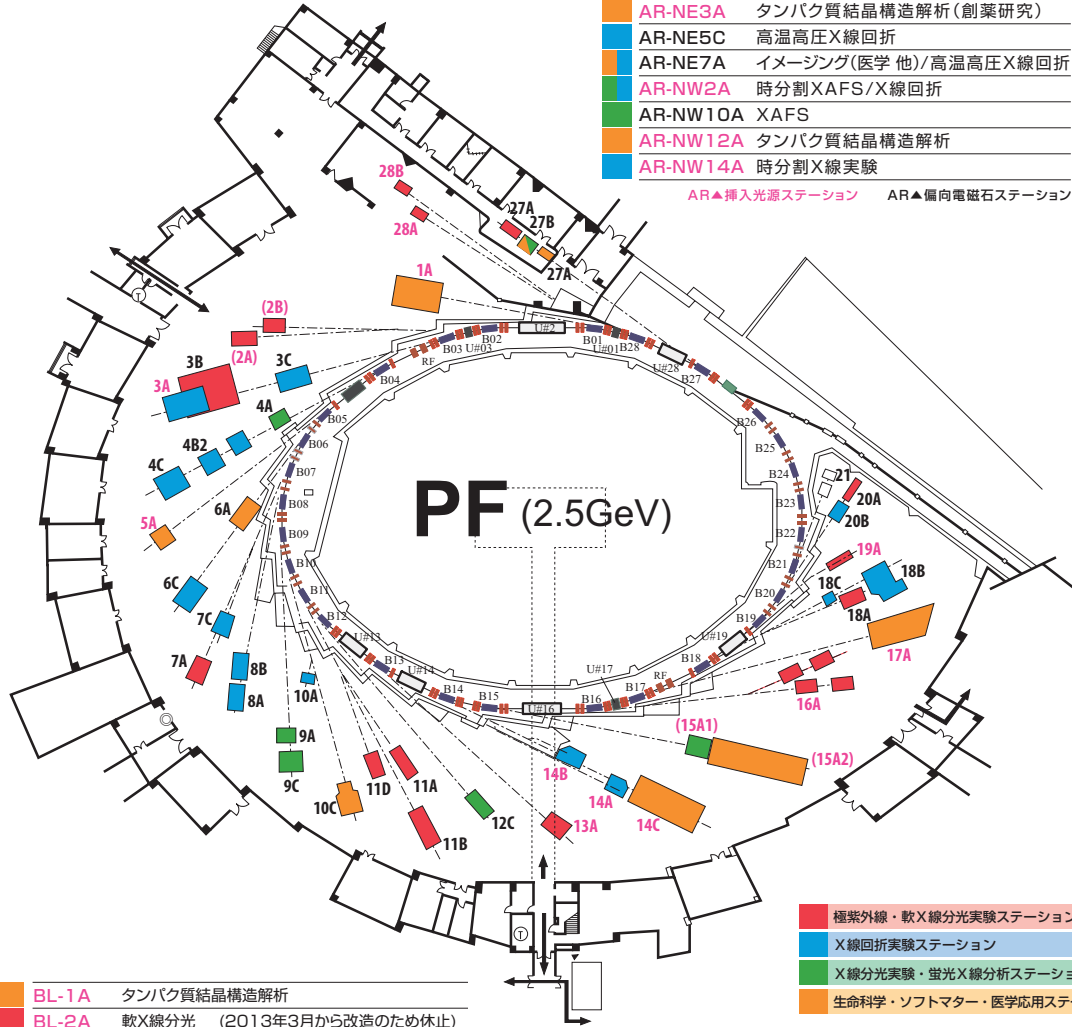 AR-NE3A タンパク質結晶構造解析(創薬研究)
AR-NE5C 高温高圧X線回折
AR-NE7A イメージング(医学 他)/高温高圧X線回折
AR-NW2A 時分割XAFS/X線回折
AR-NW10A XAFS
AR-NW12A タンパク質結晶構造解析
AR-NW14A 時分割X線実験
AR▲挿入光源ステーション AR▲偏向電磁石ステーション
28B
28A
27A
27B
27A
1A
(2B)
(2A)
3B
3A
3C
4A
4B2
4C
5A
6A
6C
7C
7A
8B
8A
9A
9C
10A
10C
11D
11A
11B
12C
13A
14B
14A
14C
(15A1)
(15A2)
16A
17A
18C
18A
18B
19A
20B
20A
21
U#2
B02
U#03
B03
RF
B04
B05
B06
B07
B08
B09
B10
B11
B12
U#13
B13
U#14
B14
B15
U#16
B16
U#17
B17
RF
B18
U#19
B19
B20
B21
B22
B23
B24
B25
B26
B27
U#28
B28
U#01
B01
PF (2.5GeV)
T
T
極紫外線・軟X線分光実験ステーション
X線回折実験ステーション
X線分光実験・蛍光X線分析ステーショ
生命科学・ソフトマター・医学応用ステー
BL-1A タンパク質結晶構造解析
BL-2A 軟X線分光 (2013年3月から改造のため休止)